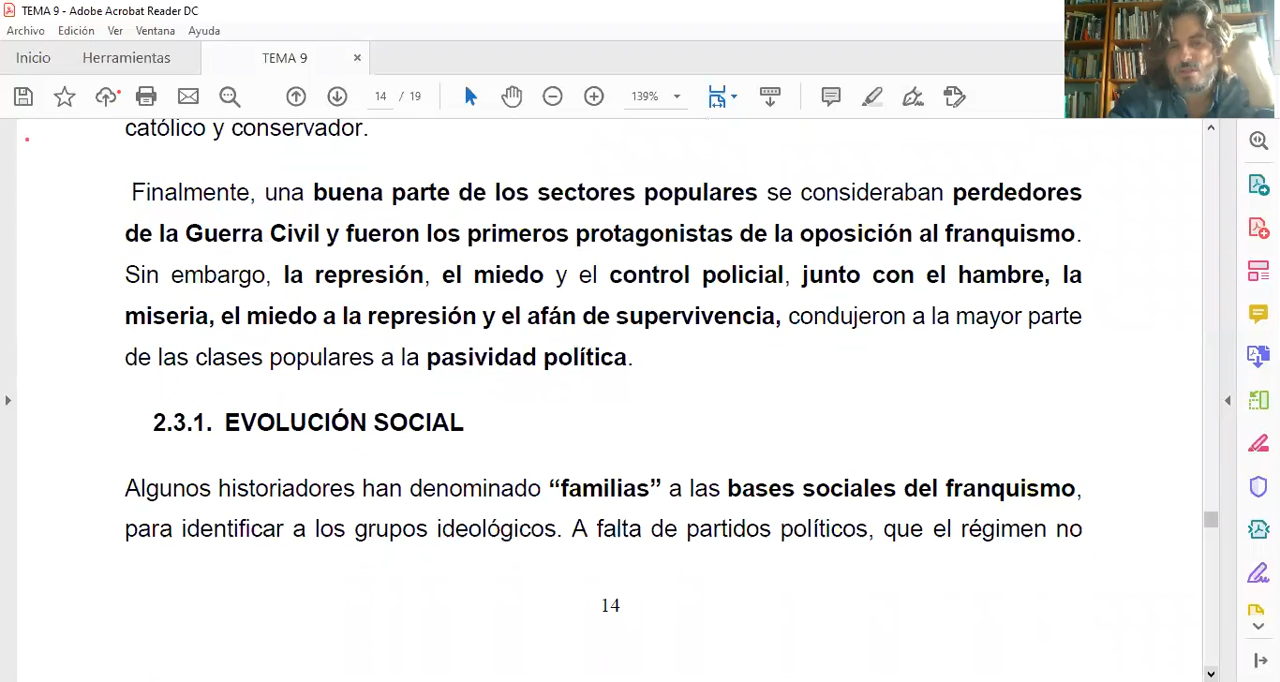 TEMA 9 - Adobe Acrobat Reader DC
Archivo Edición Ver Ventana Ayuda
Inicio Herramientas TEMA 9 ×
14 / 19 139%
católico y conservador.
Finalmente, una buena parte de los sectores populares se consideraban perdedores
de la Guerra Civil y fueron los primeros protagonistas de la oposición al franquismo.
Sin embargo, la represión, el miedo y el control policial, junto con el hambre, la
miseria, el miedo a la represión y el afán de supervivencia, condujeron a la mayor parte
de las clases populares a la pasividad política.
2.3.1. EVOLUCIÓN SOCIAL
Algunos historiadores han denominado “familias” a las bases sociales del franquismo,
para identificar a los grupos ideológicos. A falta de partidos políticos, que el régimen no
14